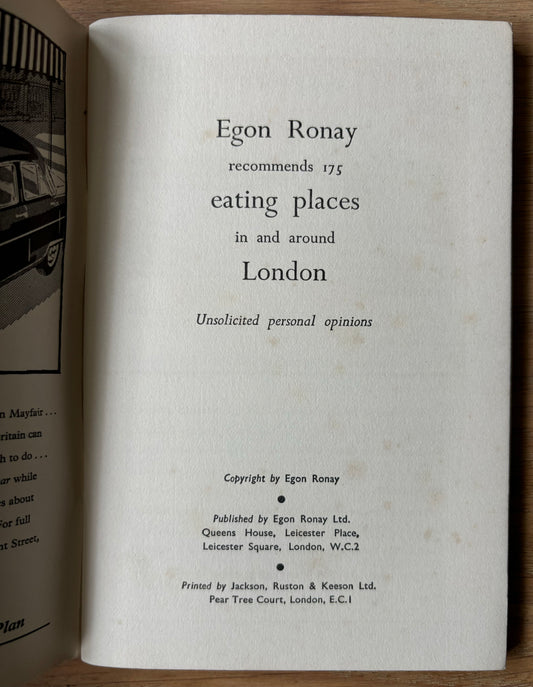 n Mayfair...
ritain can
h to do...
ar while
es about
For full
nt Street,
Plan
Egon Ronay
recommends 175
eating places
in and around
London
Unsolicited personal opinions
Copyright by Egon Ronay
Published by Egon Ronay Ltd.
Queens House, Leicester Place,
Leicester Square, London, W.C.2
Printed by Jackson, Ruston & Keeson Ltd.
Pear Tree Court, London, E.C.1